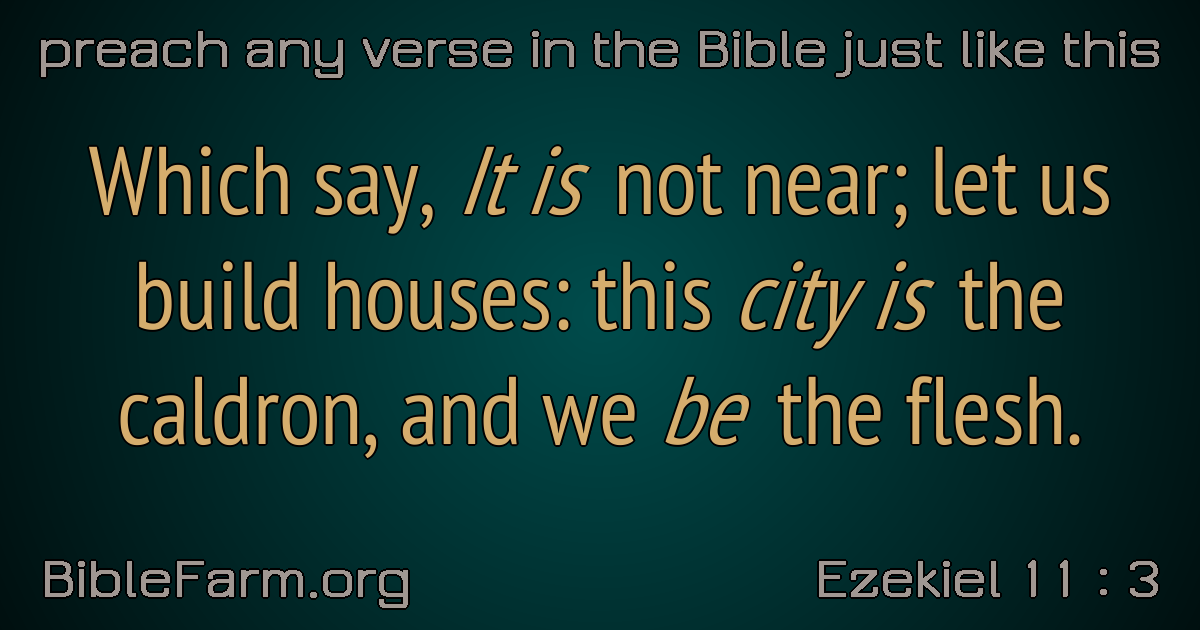 preach any verse in the Bible just like this
Which say, It is not near; let us
build houses: this city is the
caldron, and we be the flesh.
BibleFarm.org
Ezekiel 11 : 3